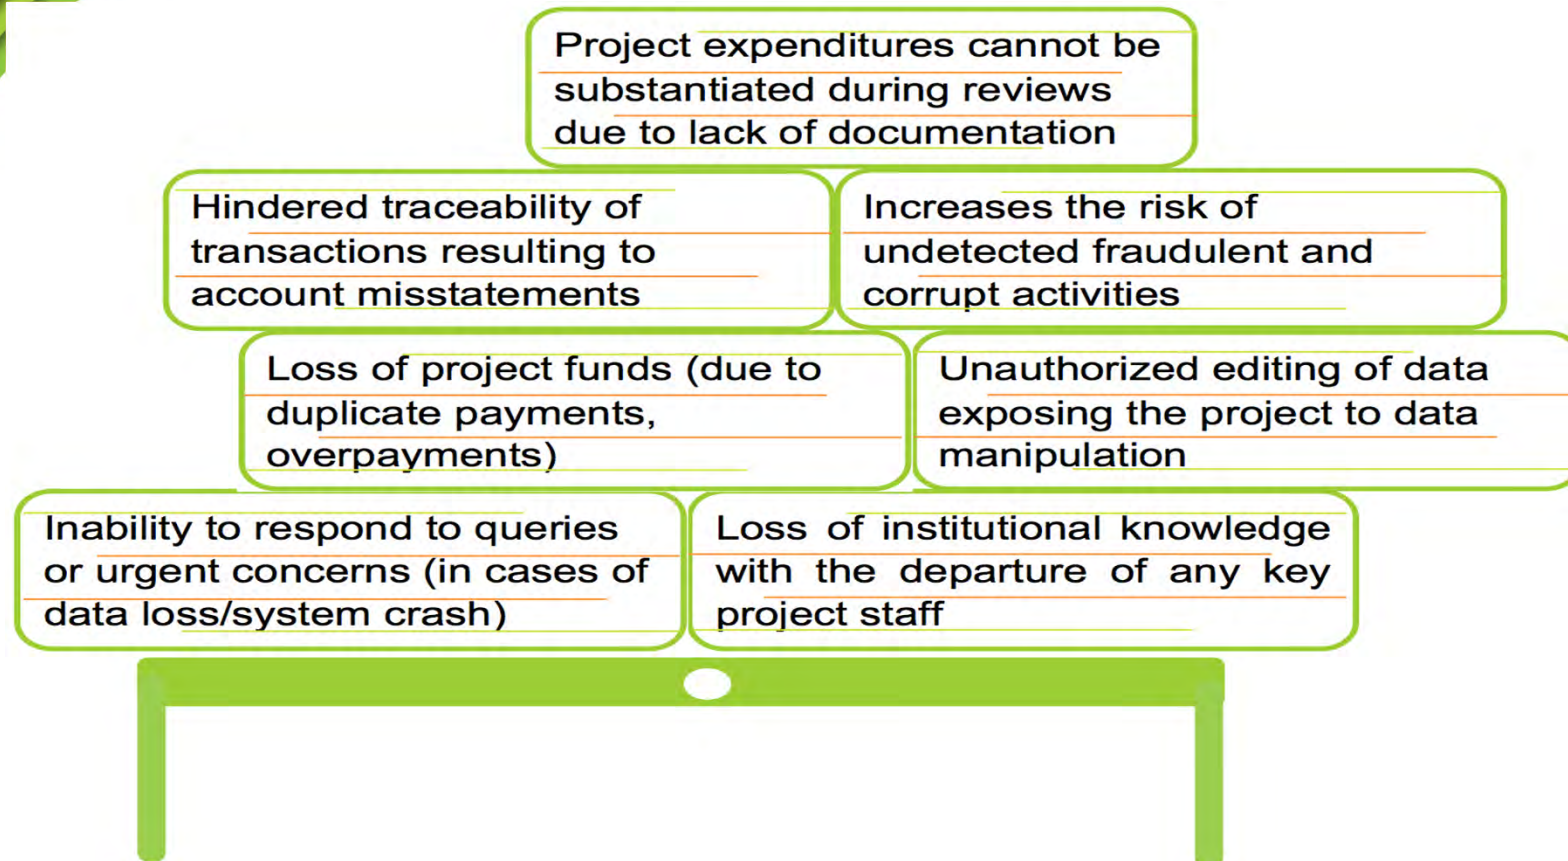 Project expenditures cannot be
substantiated during reviews
due to lack of documentation
Hindered traceability of
transactions resulting to
account misstatements
Increases the risk of
undetected fraudulent and
corrupt activities
Loss of project funds (due to
duplicate payments,
overpayments)
Unauthorized editing of data
exposing the project to data
manipulation
Inability to respond to queries
or urgent concerns (in cases of
data loss/system crash)
Loss of institutional knowledge
with the departure of any key
project staff